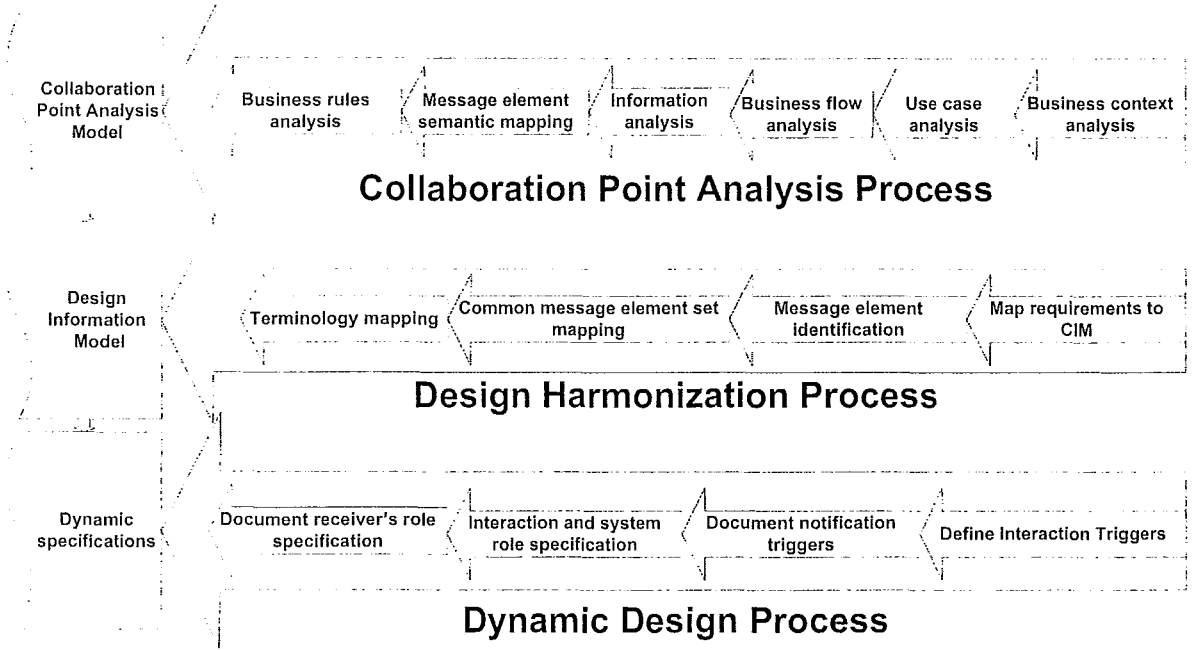 Collaboration
Point Analysis
Model
Business rules
analysis
Message element
semantic mapping
Information
analysis
Business flow
analysis
Use case
analysis
Business context
analysis
Collaboration Point Analysis Process
Design
Information
Model
Terminology mapping
Common message element set
mapping
Message element
identification
Map requirements to
CIM
Design Harmonization Process
Dynamic
specifications
Document receiver's role
specification
Interaction and system
role specification
Document notification
triggers
Define Interaction Triggers
Dynamic Design Process